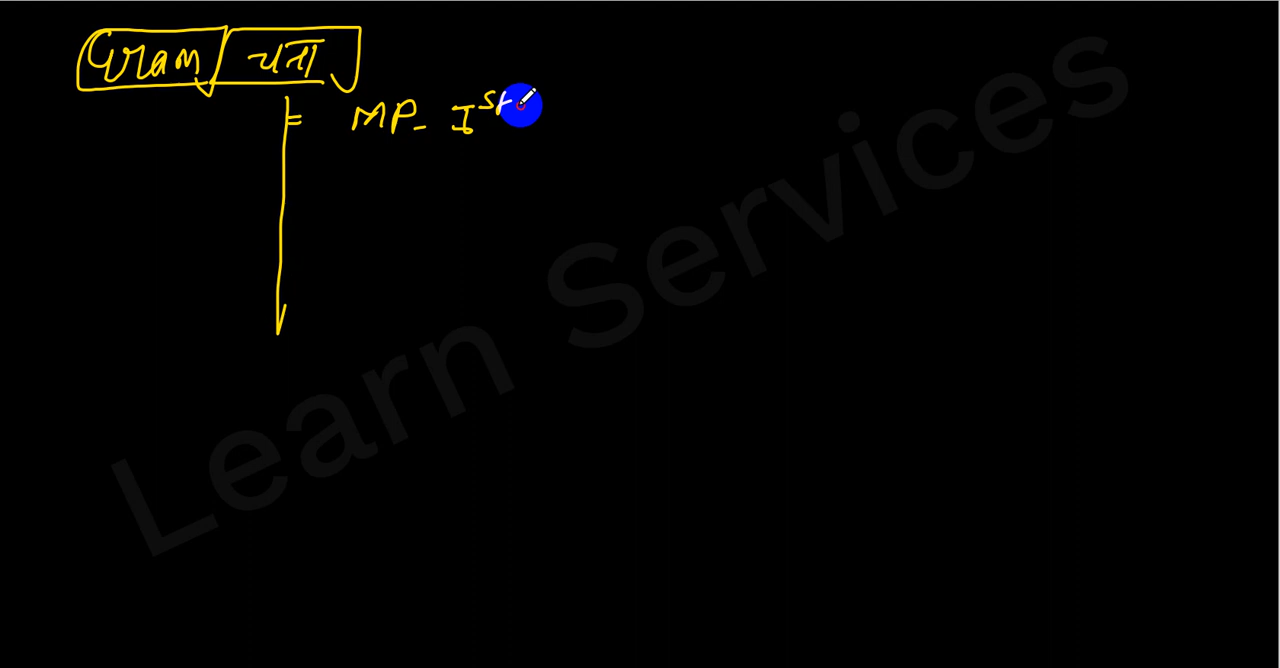 Gram चना
= MP- Ist
Learn Services